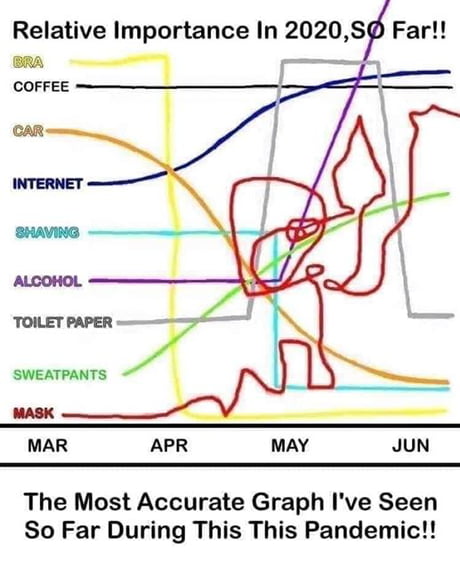 Relative Importance In 2020,SO Far!!
BRA
COFFEE
CAR
INTERNET
SHAVING
ALCOHOL
TOILET PAPER
SWEATPANTS
MASK
MAR APR MAY JUN
The Most Accurate Graph I've Seen
So Far During This This Pandemic!!